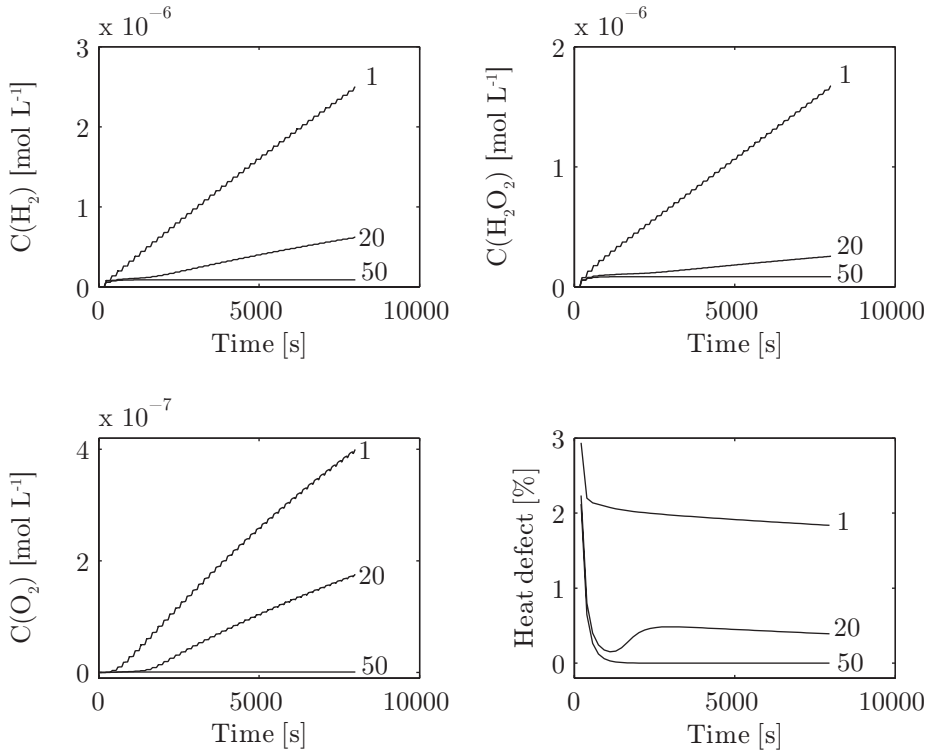 x 10⁻⁶
3
2
1
0
C(H₂) [mol L⁻¹]
1
20
50
0 5000 10000
Time [s]
x 10⁻⁶
2
1
0
C(H₂O₂) [mol L⁻¹]
1
20
50
0 5000 10000
Time [s]
x 10⁻⁷
4
2
0
C(O₂) [mol L⁻¹]
1
20
50
0 5000 10000
Time [s]
3
2
1
0
Heat defect [%]
1
20
50
0 5000 10000
Time [s]